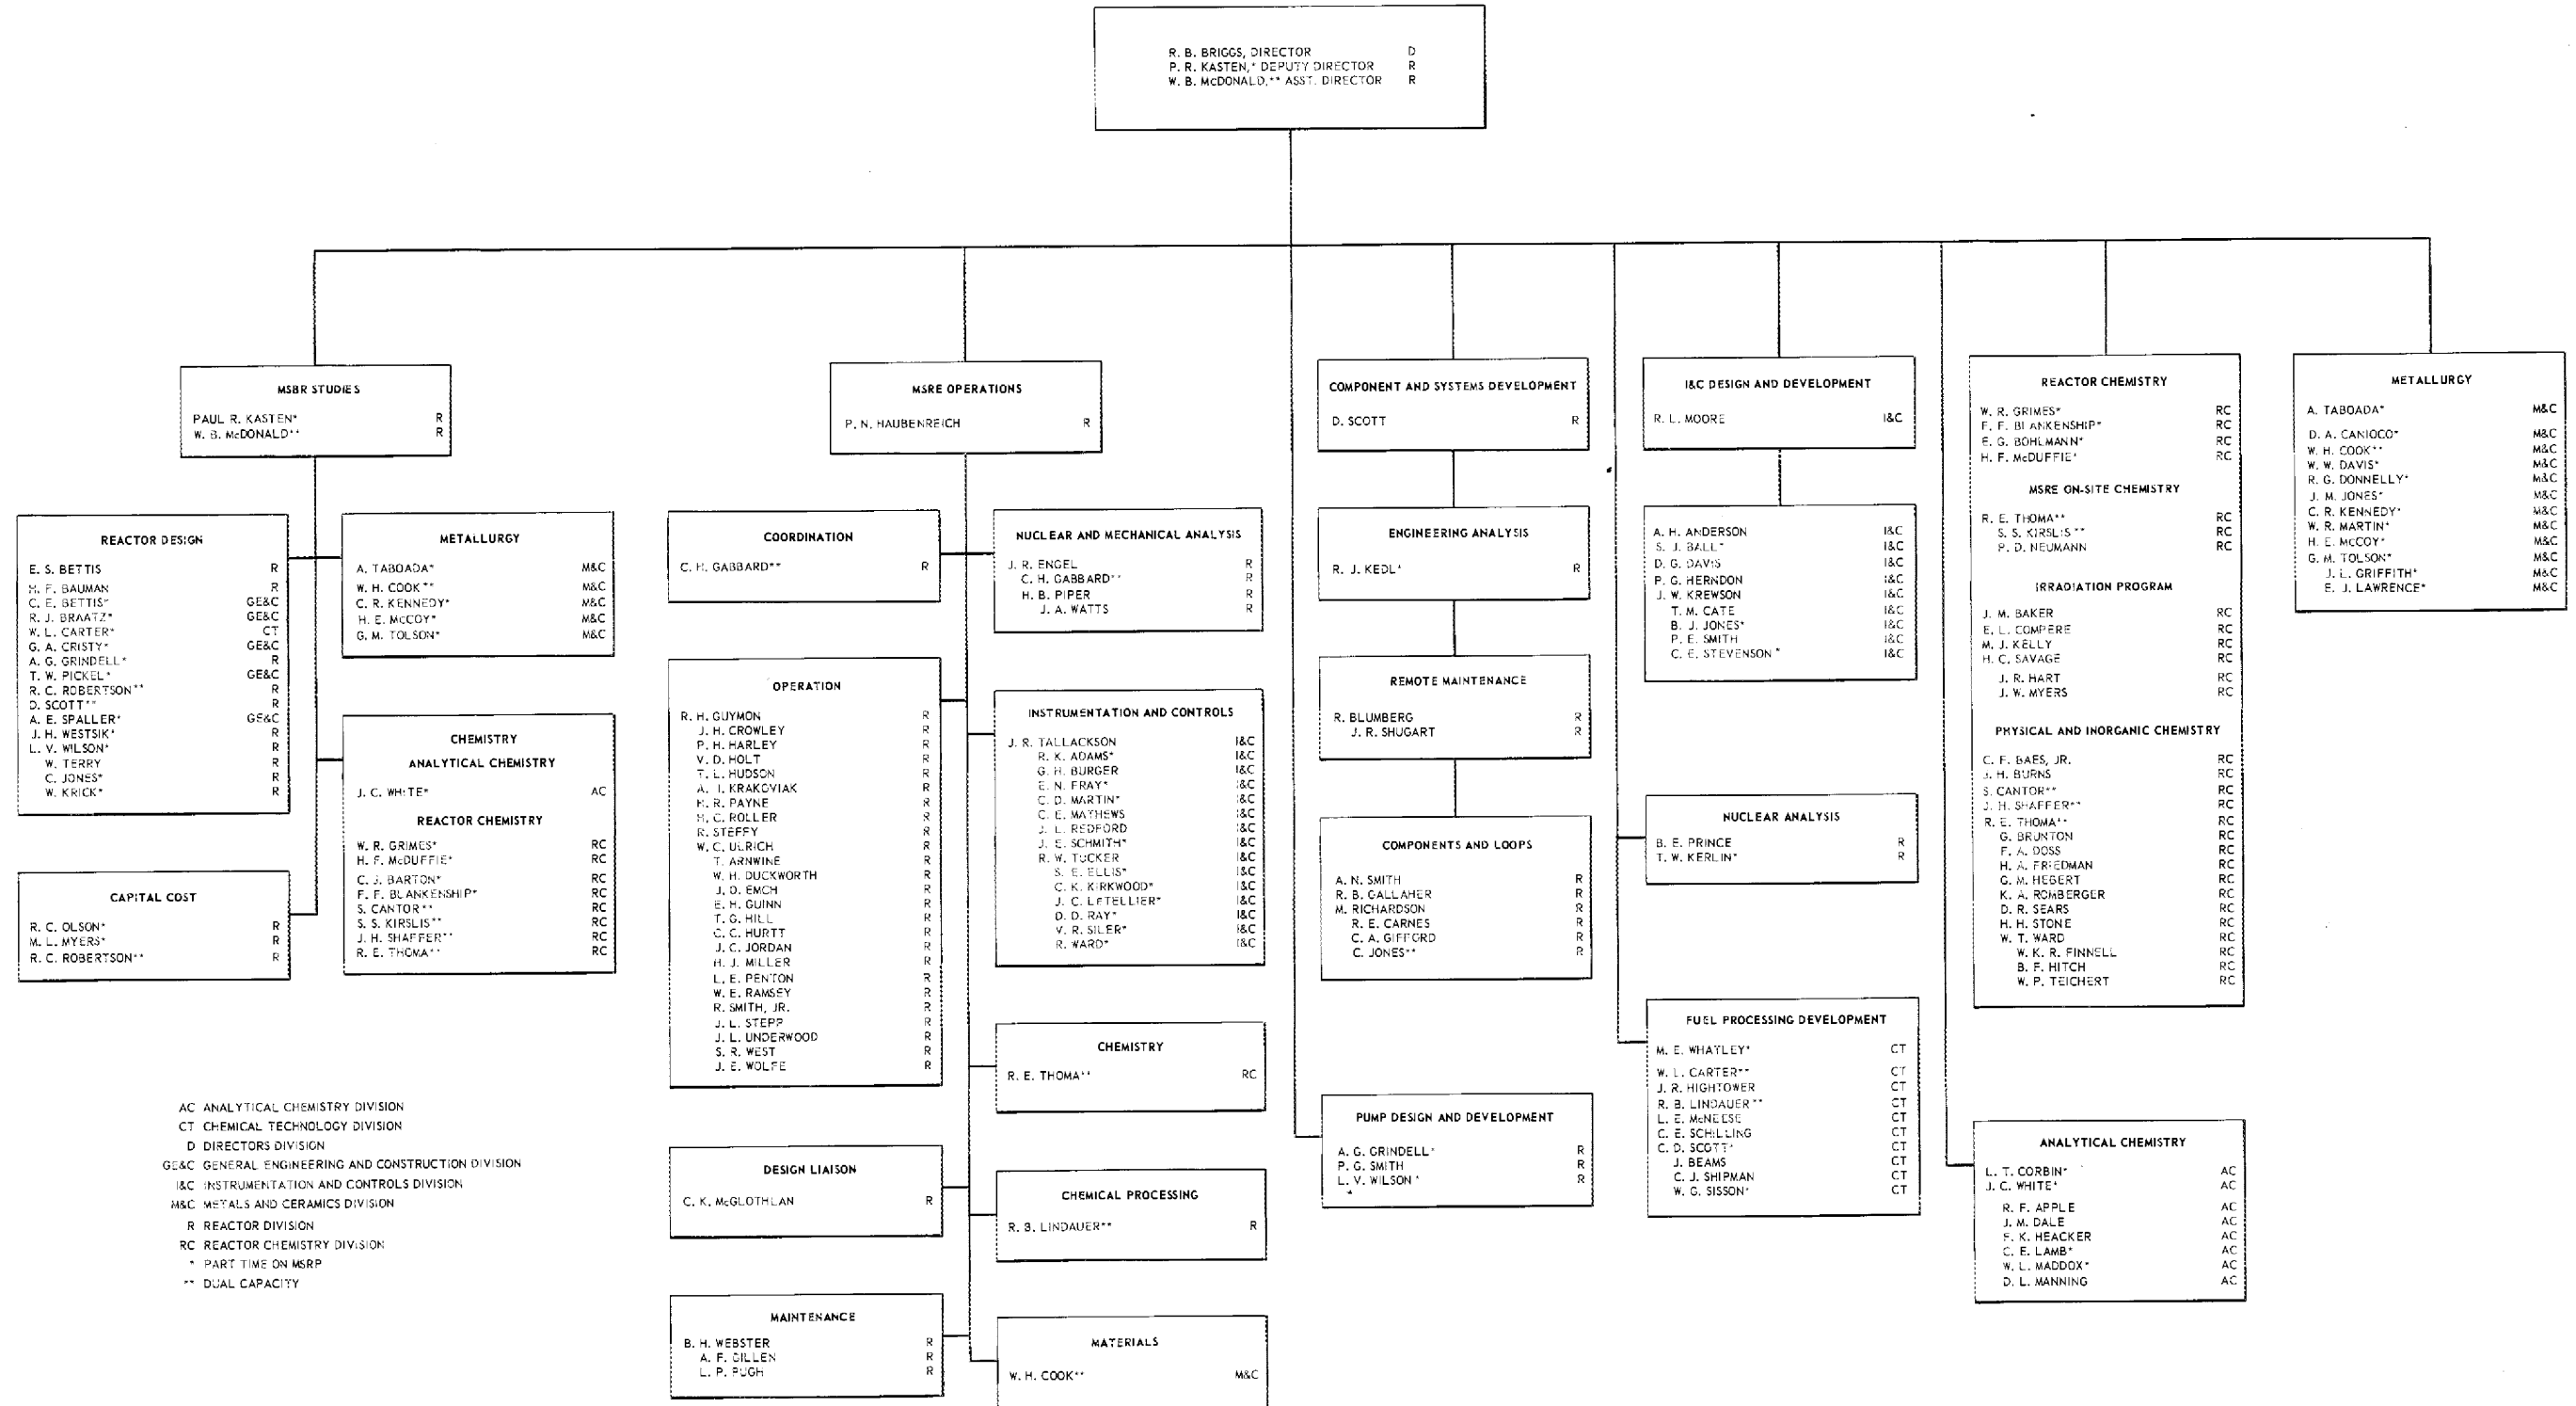 R. B. BRIGGS, DIRECTOR D
P. R. KASTEN,* DEPUTY DIRECTOR R
W. B. McDONALD,** ASST. DIRECTOR R
MSBR STUDIES
PAUL R. KASTEN* R
W. B. McDONALD** R
REACTOR DESIGN
E. S. BETTIS R
H. F. BAUMAN R
C. E. BETTIS* GE&C
R. J. BRAATZ* GE&C
W. L. CARTER* CT
G. A. CRISTY* GE&C
A. G. GRINDELL* R
T. W. PICKEL* GE&C
R. C. ROBERTSON** R
D. SCOTT** R
A. E. SPALLER* GE&C
J. H. WESTSIK* R
L. V. WILSON* R
W. TERRY R
C. JONES* R
W. KRICK* R
METALLURGY
A. TABOADA* M&C
W. H. COOK** M&C
C. R. KENNEDY* M&C
H. E. McCOY* M&C
G. M. TOLSON* M&C
CHEMISTRY
ANALYTICAL CHEMISTRY
J. C. WHITE* AC
REACTOR CHEMISTRY
W. R. GRIMES* RC
H. F. McDUFFIE* RC
C. J. BARTON* RC
F. F. BLANKENSHIP* RC
S. CANTOR** RC
S. S. KIRSLIS** RC
J. H. SHAFFER** RC
R. E. THOMA** RC
CAPITAL COST
R. C. OLSON* R
M. L. MYERS* R
R. C. ROBERTSON** R
AC ANALYTICAL CHEMISTRY DIVISION
CT CHEMICAL TECHNOLOGY DIVISION
D DIRECTORS DIVISION
GE&C GENERAL ENGINEERING AND CONSTRUCTION DIVISION
I&C INSTRUMENTATION AND CONTROLS DIVISION
M&C METALS AND CERAMICS DIVISION
R REACTOR DIVISION
RC REACTOR CHEMISTRY DIVISION
* PART TIME ON MSRP
** DUAL CAPACITY
MSRE OPERATIONS
P. N. HAUBENREICH R
COORDINATION
C. H. GABBARD** R
NUCLEAR AND MECHANICAL ANALYSIS
J. R. ENGEL R
C. H. GABBARD** R
H. B. PIPER R
J. A. WATTS R
OPERATION
R. H. GUYMON R
J. H. CROWLEY R
P. H. HARLEY R
V. D. HOLT R
T. L. HUDSON R
A. I. KRAKOVIAK R
H. R. PAYNE R
H. C. ROLLER R
R. STEFFY R
W. C. ULRICH R
T. ARNWINE R
W. H. DUCKWORTH R
J. D. EMCH R
E. H. GUINN R
T. G. HILL R
C. C. HURTT R
J. C. JORDAN R
H. J. MILLER R
L. E. PENTON R
W. E. RAMSEY R
R. SMITH, JR. R
J. L. STEPP R
J. L. UNDERWOOD R
S. R. WEST R
J. E. WOLFE R
INSTRUMENTATION AND CONTROLS
J. R. TALLACKSON I&C
R. K. ADAMS* I&C
G. H. BURGER I&C
E. N. FRAY* I&C
C. D. MARTIN* I&C
C. E. MATHEWS I&C
J. L. REDFORD I&C
J. E. SCHMITH* I&C
R. W. TUCKER I&C
S. E. ELLIS* I&C
C. K. KIRKWOOD* I&C
J. C. LETELLIER* I&C
D. D. RAY* I&C
V. R. SILER* I&C
R. WARD* I&C
CHEMISTRY
R. E. THOMA** RC
DESIGN LIAISON
C. K. McGLOTHLAN R
CHEMICAL PROCESSING
R. B. LINDAUER** R
MAINTENANCE
B. H. WEBSTER R
A. F. GILLEN R
L. P. PUGH R
MATERIALS
W. H. COOK** M&C
COMPONENT AND SYSTEMS DEVELOPMENT
D. SCOTT R
ENGINEERING ANALYSIS
R. J. KEDL* R
REMOTE MAINTENANCE
R. BLUMBERG R
J. R. SHUGART R
COMPONENTS AND LOOPS
A. N. SMITH R
R. B. GALLAHER R
M. RICHARDSON R
R. E. CARNES R
C. A. GIFFORD R
C. JONES** R
PUMP DESIGN AND DEVELOPMENT
A. G. GRINDELL* R
P. G. SMITH R
L. V. WILSON* R
I&C DESIGN AND DEVELOPMENT
R. L. MOORE I&C
A. H. ANDERSON I&C
S. J. BALL* I&C
D. G. DAVIS I&C
P. G. HERNDON I&C
J. W. KREWSON I&C
T. M. CATE I&C
B. J. JONES* I&C
P. E. SMITH I&C
C. E. STEVENSON* I&C
NUCLEAR ANALYSIS
B. E. PRINCE R
T. W. KERLIN* R
FUEL PROCESSING DEVELOPMENT
M. E. WHATLEY* CT
W. L. CARTER** CT
J. R. HIGHTOWER CT
R. B. LINDAUER** CT
L. E. McNEESE CT
C. E. SCHILLING CT
C. D. SCOTT* CT
J. BEAMS CT
C. J. SHIPMAN CT
W. G. SISSON* CT
REACTOR CHEMISTRY
W. R. GRIMES* RC
F. F. BLANKENSHIP* RC
E. G. BOHLMANN* RC
H. F. McDUFFIE* RC
MSRE ON-SITE CHEMISTRY
R. E. THOMA** RC
S. S. KIRSLIS** RC
P. D. NEUMANN RC
IRRADIATION PROGRAM
J. M. BAKER RC
E. L. COMPERE RC
M. J. KELLY RC
H. C. SAVAGE RC
J. R. HART RC
J. W. MYERS RC
PHYSICAL AND INORGANIC CHEMISTRY
C. F. BAES, JR. RC
J. H. BURNS RC
S. CANTOR** RC
J. H. SHAFFER** RC
R. E. THOMA** RC
G. BRUNTON RC
F. A. DOSS RC
H. A. FRIEDMAN RC
G. M. HEBERT RC
K. A. ROMBERGER RC
D. R. SEARS RC
H. H. STONE RC
W. T. WARD RC
W. K. R. FINNELL RC
B. F. HITCH RC
W. P. TEICHERT RC
ANALYTICAL CHEMISTRY
L. T. CORBIN* AC
J. C. WHITE* AC
R. F. APPLE AC
J. M. DALE AC
F. K. HEACKER AC
C. E. LAMB* AC
W. L. MADDOX* AC
D. L. MANNING AC
METALLURGY
A. TABOADA* M&C
D. A. CANIOCO* M&C
W. H. COOK** M&C
W. W. DAVIS* M&C
R. G. DONNELLY* M&C
J. M. JONES* M&C
C. R. KENNEDY* M&C
W. R. MARTIN* M&C
H. E. McCOY* M&C
G. M. TOLSON* M&C
J. L. GRIFFITH* M&C
E. J. LAWRENCE* M&C